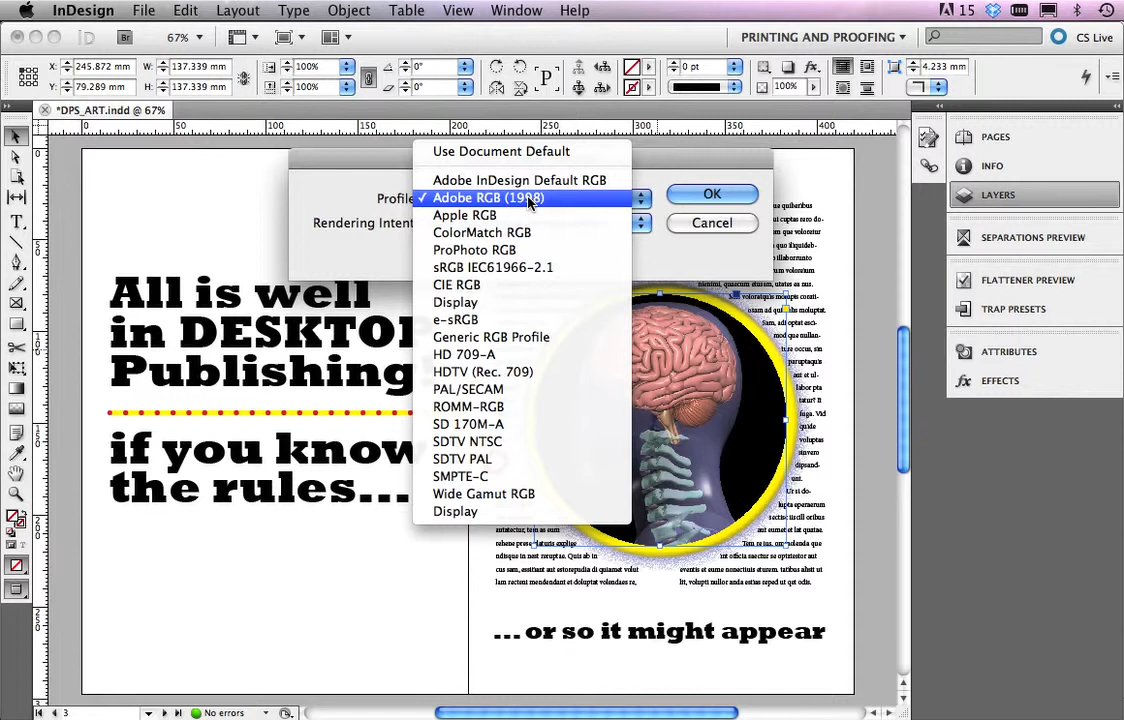 InDesign File Edit Layout Type Object Table View Window Help 15
Br 67% PRINTING AND PROOFING CS Live
X: 245.872 mm W: 137.339 mm 100% 0° P fx 0 pt 4.233 mm
Y: 79.289 mm H: 137.339 mm 100% 0° 100%
*DPS_ART.indd @ 67%
0 50 100 150 200 250 300 350 400
Use Document Default
Adobe InDesign Default RGB
Profile
✓ Adobe RGB (1998)
OK
Apple RGB
Rendering Intent
Cancel
ColorMatch RGB
ProPhoto RGB
sRGB IEC61966-2.1
CIE RGB
Display
e-sRGB
Generic RGB Profile
HD 709-A
HDTV (Rec. 709)
PAL/SECAM
ROMM-RGB
SD 170M-A
SDTV NTSC
SDTV PAL
SMPTE-C
Wide Gamut RGB
Display
All is well
in DESKTOP
Publishing
if you know
the rules...
...or so it might appear
PAGES
INFO
LAYERS
SEPARATIONS PREVIEW
FLATTENER PREVIEW
TRAP PRESETS
ATTRIBUTES
fx EFFECTS
3 No errors